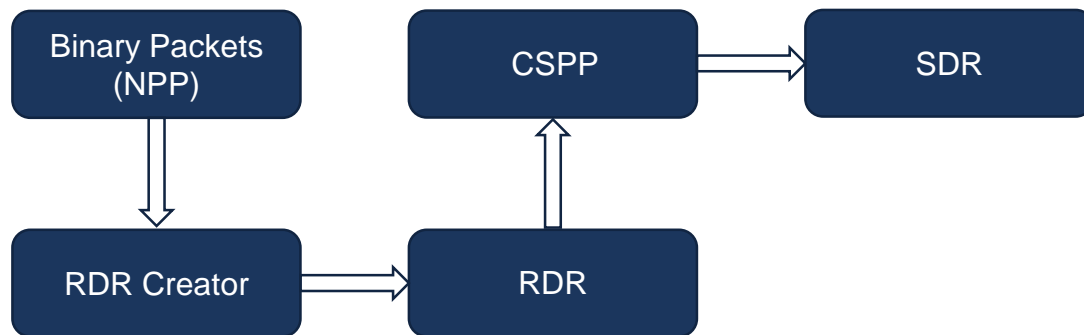 Binary Packets
(NPP)
CSPP
SDR
RDR Creator
RDR